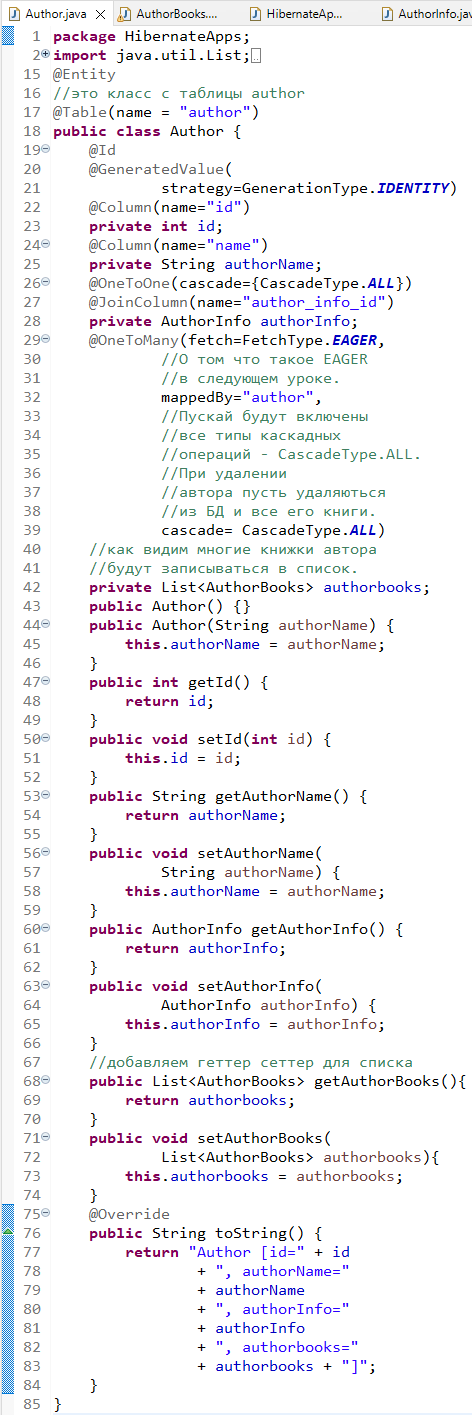 Author.java AuthorBooks.... HibernateAp... AuthorInfo.jav
1 package HibernateApps;
2 import java.util.List;
15 @Entity
16 //это класс с таблицы author
17 @Table(name = "author")
18 public class Author {
19 @Id
20 @GeneratedValue(
21 strategy=GenerationType.IDENTITY)
22 @Column(name="id")
23 private int id;
24 @Column(name="name")
25 private String authorName;
26 @OneToOne(cascade={CascadeType.ALL})
27 @JoinColumn(name="author_info_id")
28 private AuthorInfo authorInfo;
29 @OneToMany(fetch=FetchType.EAGER,
30 //О том что такое EAGER
31 //в следующем уроке.
32 mappedBy="author",
33 //Пускай будут включены
34 //все типы каскадных
35 //операций - CascadeType.ALL.
36 //При удалении
37 //автора пусть удаляються
38 //из БД и все его книги.
39 cascade= CascadeType.ALL)
40 //как видим многие книжки автора
41 //будут записываться в список.
42 private List<AuthorBooks> authorbooks;
43 public Author() {}
44 public Author(String authorName) {
45 this.authorName = authorName;
46 }
47 public int getId() {
48 return id;
49 }
50 public void setId(int id) {
51 this.id = id;
52 }
53 public String getAuthorName() {
54 return authorName;
55 }
56 public void setAuthorName(
57 String authorName) {
58 this.authorName = authorName;
59 }
60 public AuthorInfo getAuthorInfo() {
61 return authorInfo;
62 }
63 public void setAuthorInfo(
64 AuthorInfo authorInfo) {
65 this.authorInfo = authorInfo;
66 }
67 //добавляем геттер сеттер для списка
68 public List<AuthorBooks> getAuthorBooks(){
69 return authorbooks;
70 }
71 public void setAuthorBooks(
72 List<AuthorBooks> authorbooks){
73 this.authorbooks = authorbooks;
74 }
75 @Override
76 public String toString() {
77 return "Author [id=" + id
78 + ", authorName="
79 + authorName
80 + ", authorInfo="
81 + authorInfo
82 + ", authorbooks="
83 + authorbooks + "]";
84 }
85 }